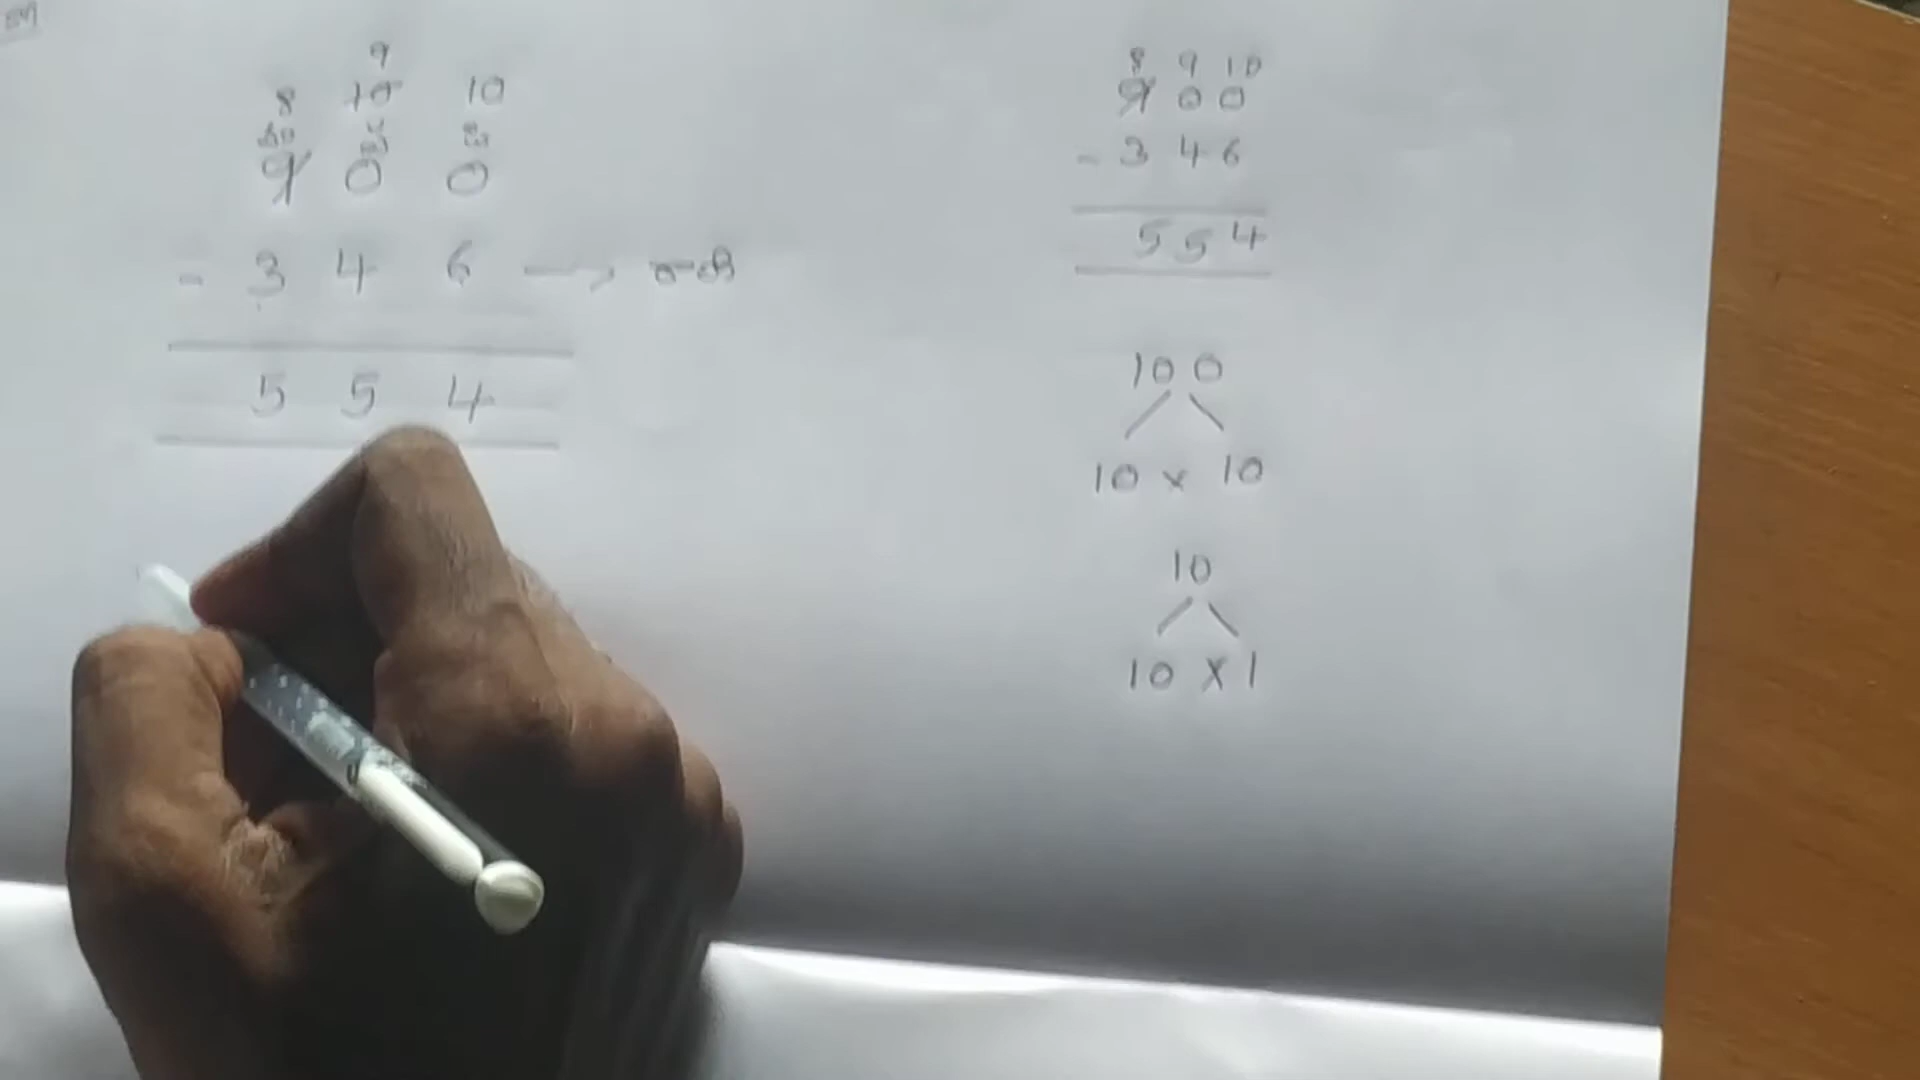 9
8 10 10
9 0 0
- 3 4 6 →
5 5 4
8 9 10
9 0 0
- 3 4 6
5 5 4
100
10 x 10
10
10 x 1